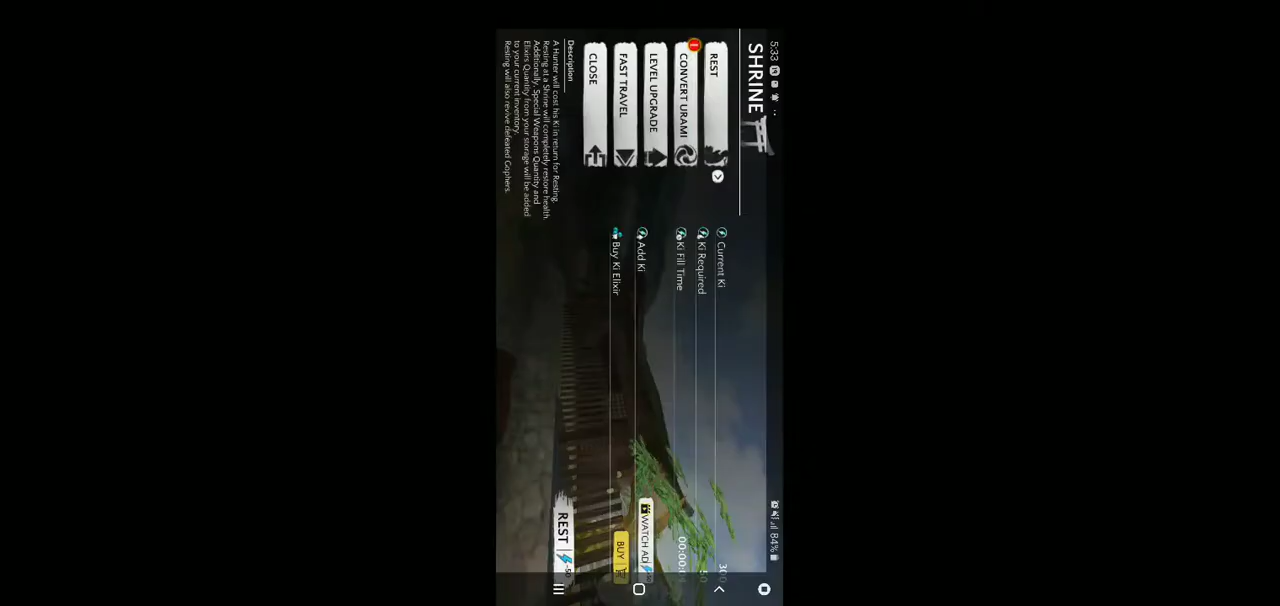 5:33
84%
SHRINE
REST
CONVERT URAMI
LEVEL UPGRADE
FAST TRAVEL
CLOSE
Current Ki
300
Ki Required
Ki Fill Time
Add Ki
WATCH AD
Buy Ki Elixir
BUY
Description
A Hunter will cost his Ki in return for Resting.
Resting at a Shrine will completely restore health.
Additionally, Special Weapons Quantity and
Elixirs Quantity from your storage will be added
to your current inventory.
Resting will also revive defeated Gophers.
REST -50